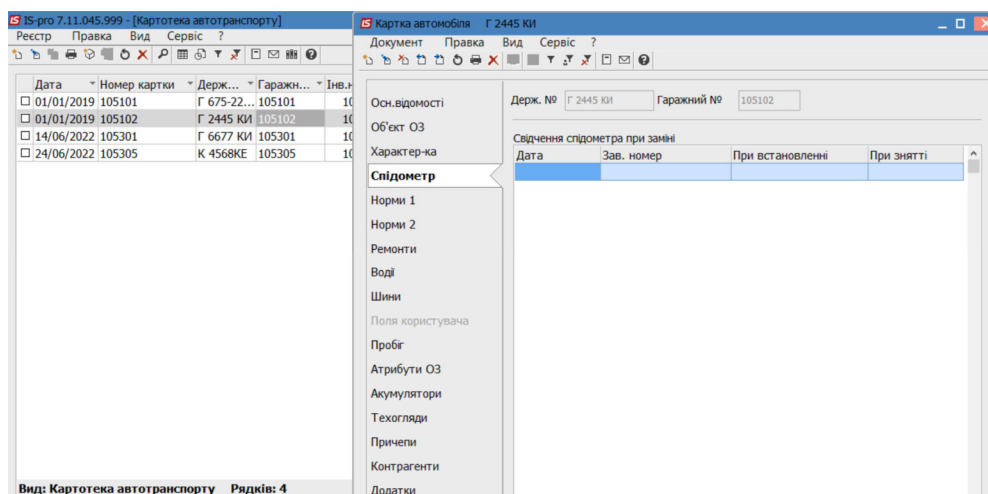 IS-pro 7.11.045.999 - [Картотека автотранспорту]
Реєстр Правка Вид Сервіс ?
Дата Номер картки Держ... Гаражн... Інв.н
01/01/2019 105101 Г 675-22... 105101 10
01/01/2019 105102 Г 2445 КИ 105102 10
14/06/2022 105301 Г 6677 КИ 105301 10
24/06/2022 105305 К 4568КЕ 105305 10
Вид: Картотека автотранспорту Рядків: 4
Картка автомобіля Г 2445 КИ
Документ Правка Вид Сервіс ?
Осн.відомості
Об'єкт ОЗ
Характер-ка
Спідометр
Норми 1
Норми 2
Ремонти
Водії
Шини
Поля користувача
Пробіг
Атрибути ОЗ
Акумулятори
Техогляди
Причепи
Контрагенти
Додатки
Держ. № Г 2445 КИ Гаражний № 105102
Свідчення спідометра при заміні
Дата Зав. номер При встановленні При знятті